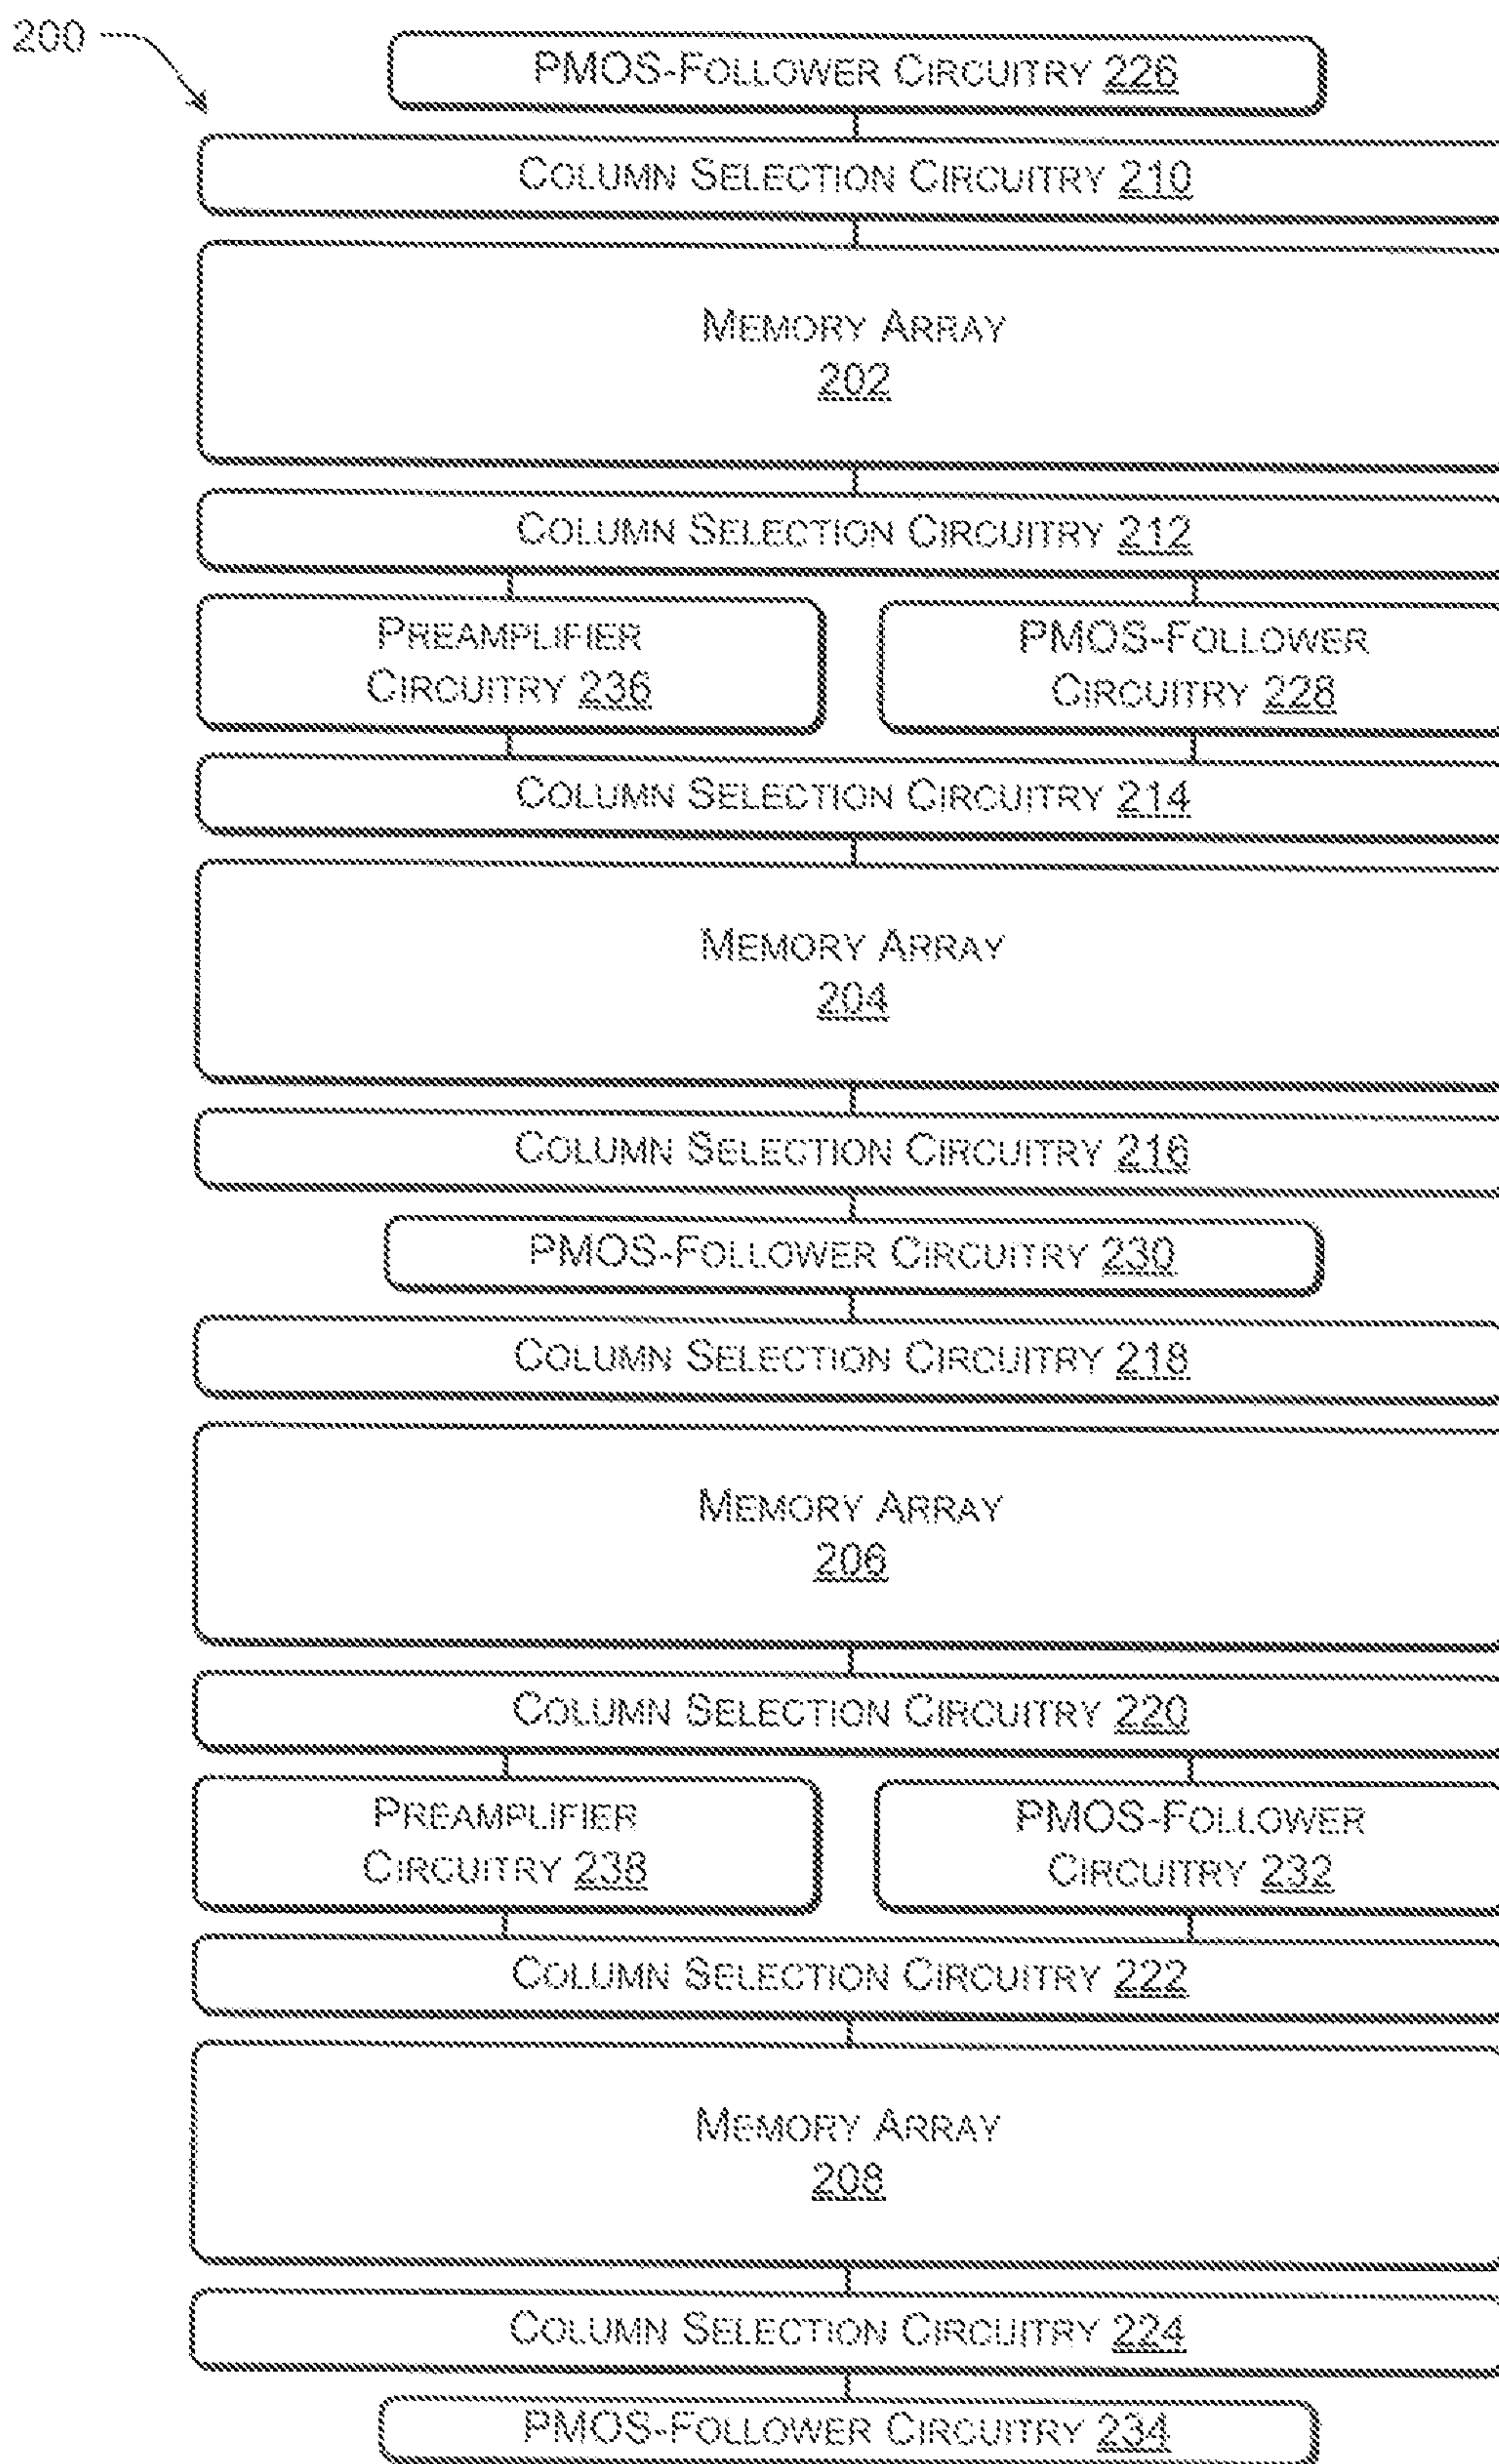 200
PMOS-FOLLOWER CIRCUITRY 226
COLUMN SELECTION CIRCUITRY 210
MEMORY ARRAY
202
COLUMN SELECTION CIRCUITRY 212
PREAMPLIFIER
CIRCUITRY 236
PMOS-FOLLOWER
CIRCUITRY 228
COLUMN SELECTION CIRCUITRY 214
MEMORY ARRAY
204
COLUMN SELECTION CIRCUITRY 216
PMOS-FOLLOWER CIRCUITRY 230
COLUMN SELECTION CIRCUITRY 218
MEMORY ARRAY
206
COLUMN SELECTION CIRCUITRY 220
PREAMPLIFIER
CIRCUITRY 238
PMOS-FOLLOWER
CIRCUITRY 232
COLUMN SELECTION CIRCUITRY 222
MEMORY ARRAY
208
COLUMN SELECTION CIRCUITRY 224
PMOS-FOLLOWER CIRCUITRY 234